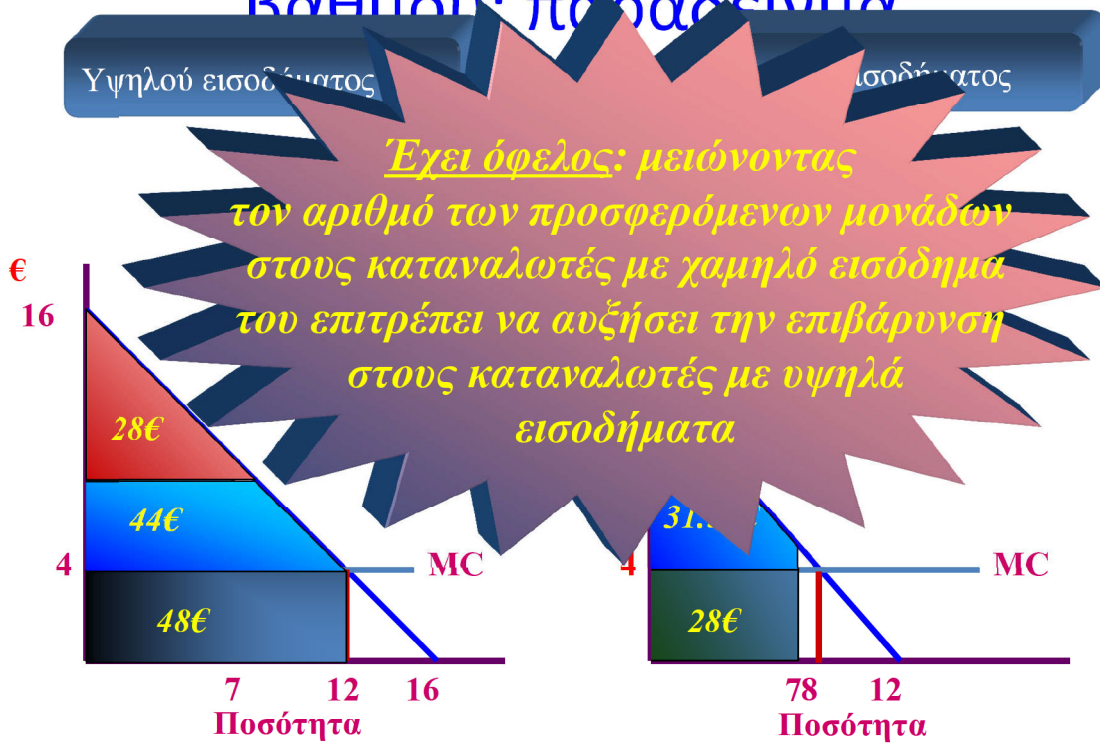 βαθμού: παράδειγμα
Υψηλού εισοδήματος
εισοδήματος
Έχει όφελος: μειώνοντας
τον αριθμό των προσφερόμενων μονάδων
στους καταναλωτές με χαμηλό εισόδημα
του επιτρέπει να αυξήσει την επιβάρυνση
στους καταναλωτές με υψηλά
εισοδήματα
€
16
28€
44€
4
MC
48€
7 12 16
Ποσότητα
4
MC
28€
78 12
Ποσότητα